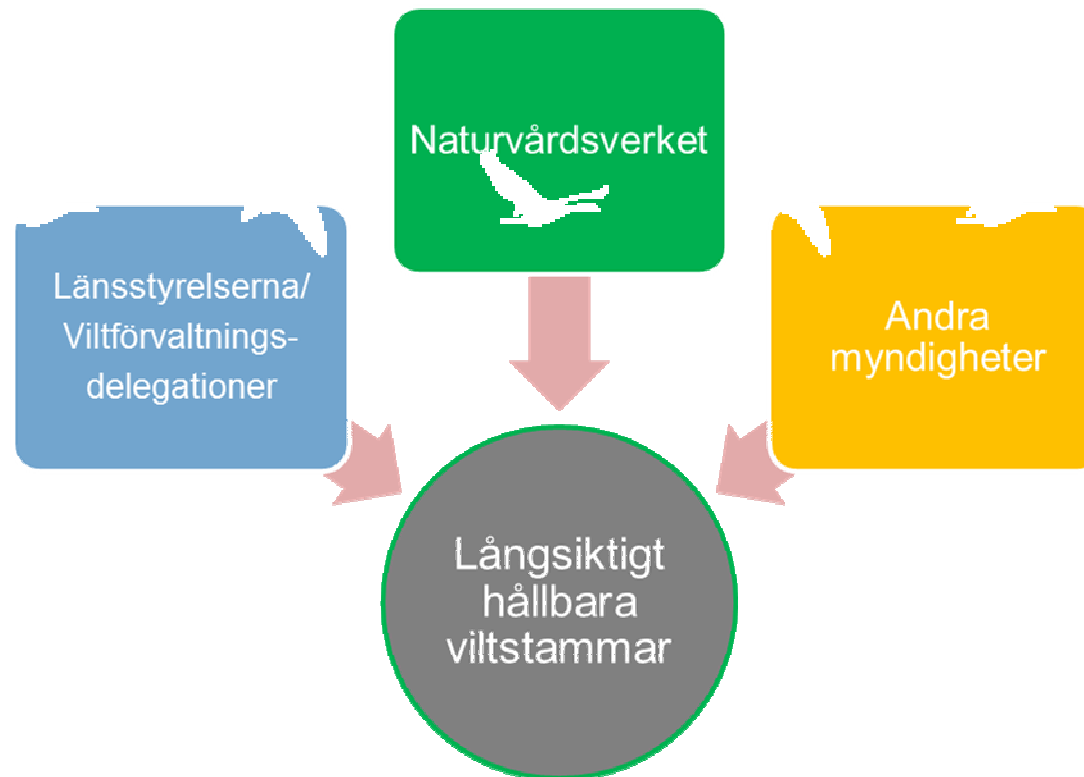 Naturvårdsverket
Länsstyrelserna/
Viltförvaltnings-
delegationer
Andra
myndigheter
Långsiktigt
hållbara
viltstammar